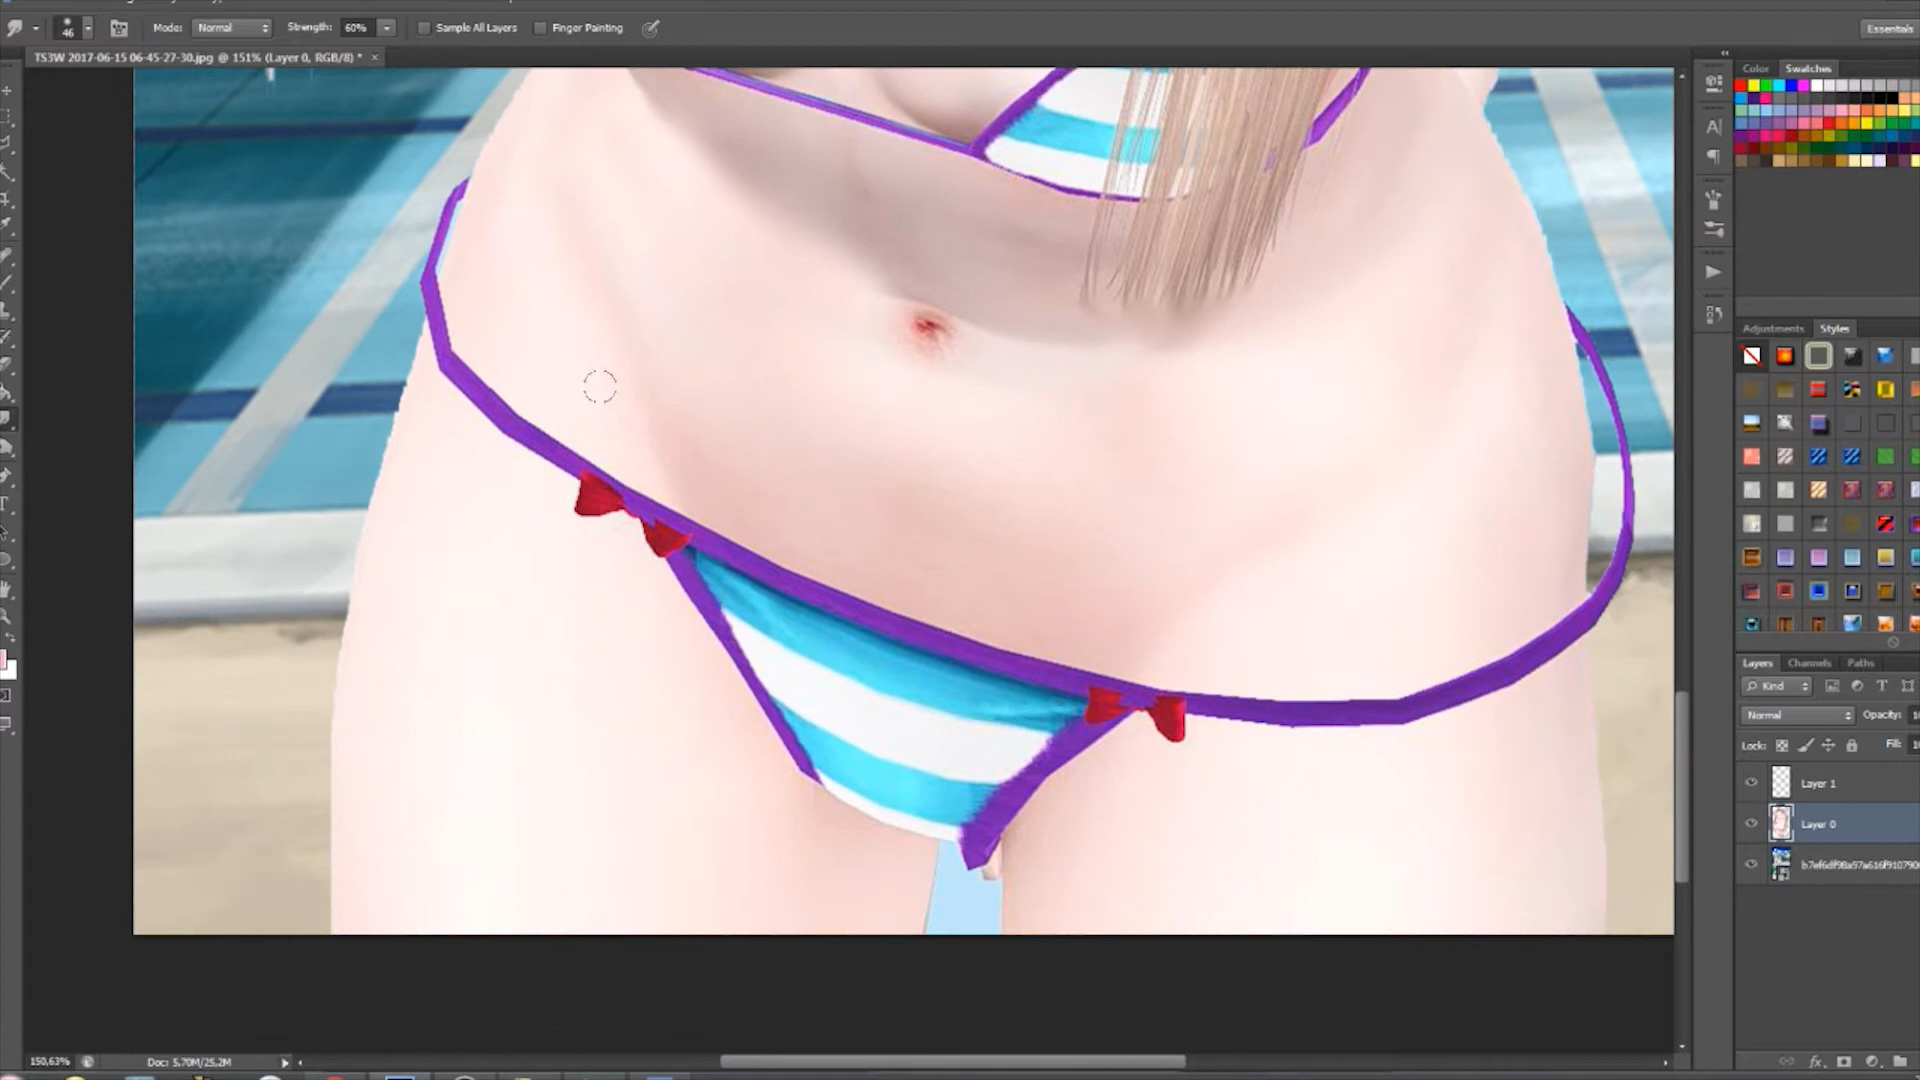 46 Mode: Normal Strength: 60% Sample All Layers Finger Painting Essentials
TS3W 2017-06-15 06-45-27-30.jpg @ 151% (Layer 0, RGB/8) * ×
Color Swatches
Adjustments Styles
Layers Channels Paths
Kind
Normal Opacity:
Lock: Fill:
Layer 1
Layer 0
150,63% Doc: 5,70M/25,2M